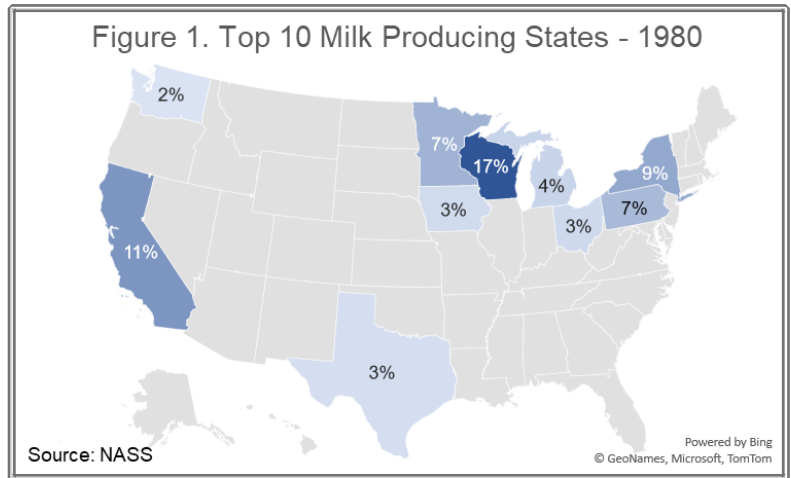 Figure 1. Top 10 Milk Producing States - 1980
2%
7%
17%
9%
4%
3%
7%
3%
11%
3%
Powered by Bing
Source: NASS
© GeoNames, Microsoft, TomTom